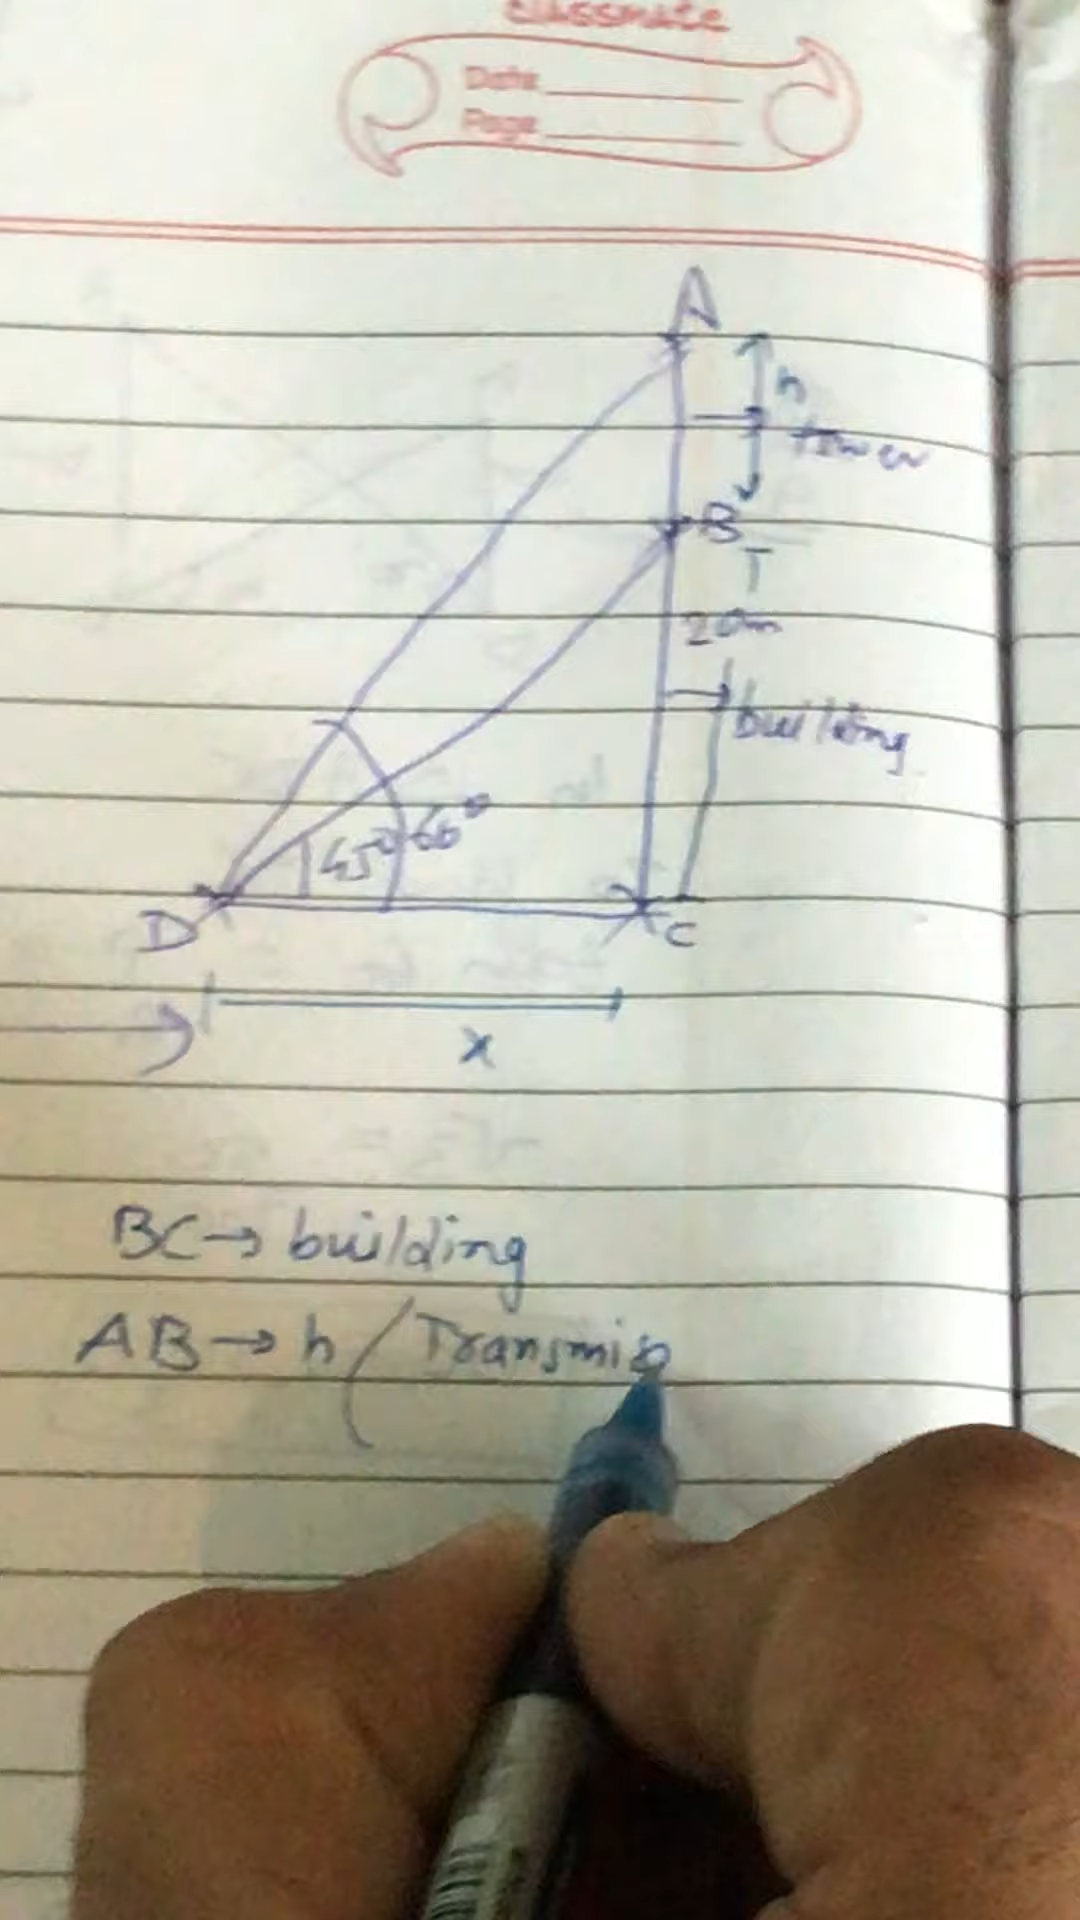 classmate
Date
Page
A
h
tower
B
20m
building
45° 60°
D
C
x
BC→ building
AB → h (Transmis